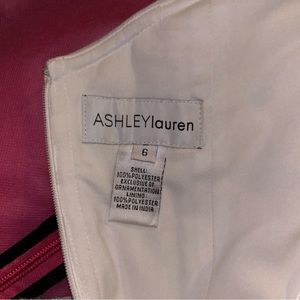 ASHLEYlauren
6
SHELL:
100%POLYESTER
EXCLUSIVE OF
ORNAMENTATION
LINING:
100%POLYESTER
MADE IN INDIA